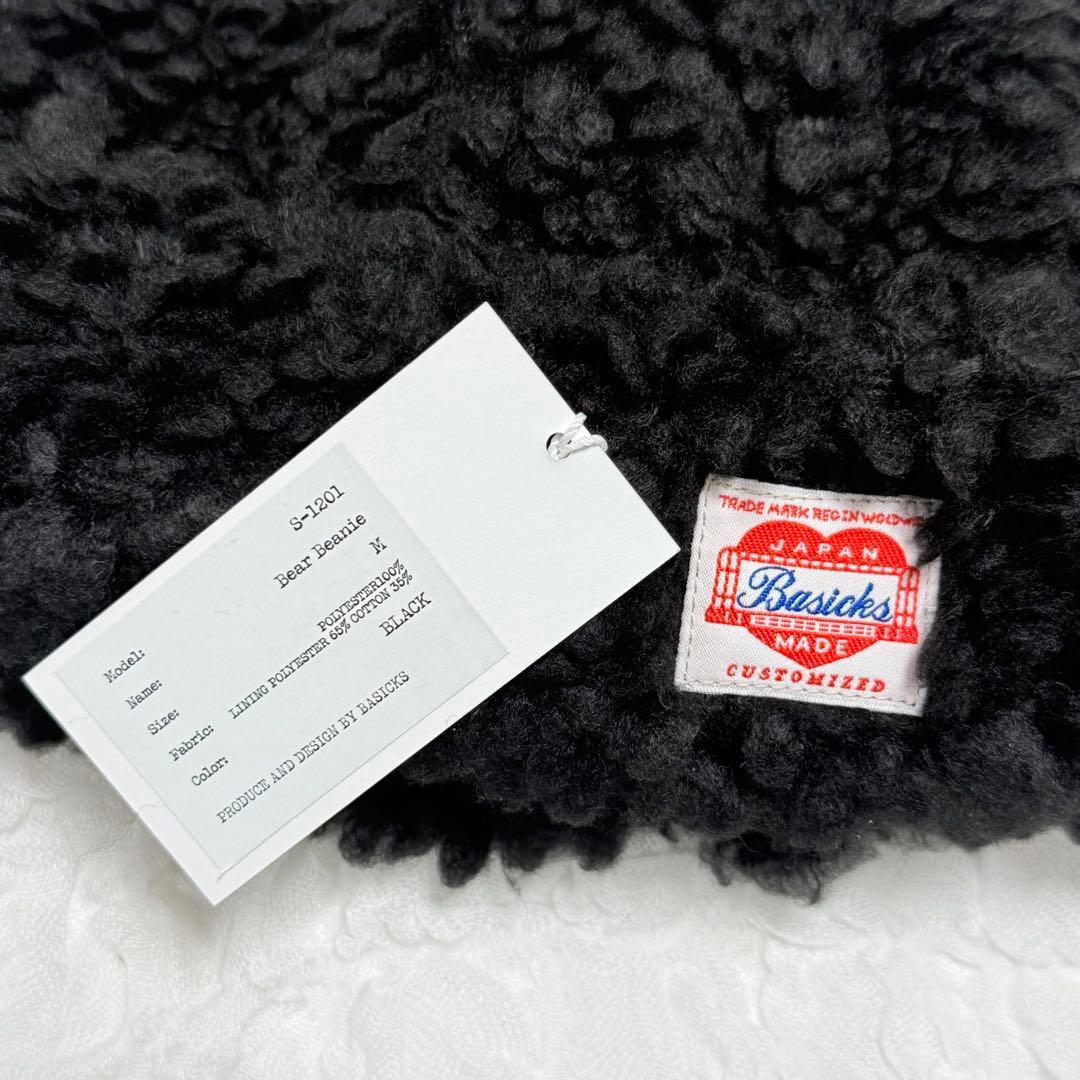 Model: S-1201
Name: Bear Beanie
Size: M
Fabric: POLYESTER100%
LINING POLYESTER 65% COTTON 35%
Color: BLACK
PRODUCE AND DESIGN BY BASICKS
TRADE MARK REG IN
JAPAN
Basicks
MADE
CUSTOMIZED